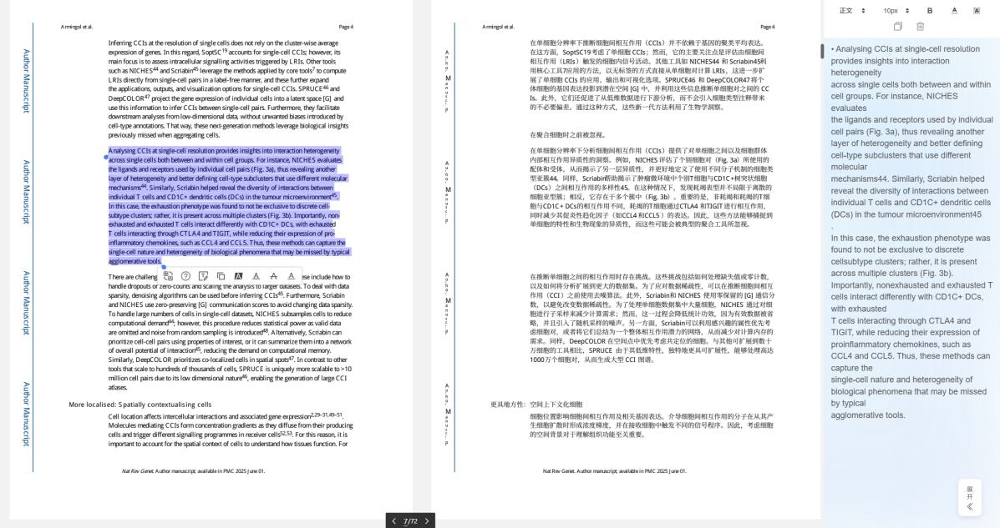 Armingol et al.
Page 4
Author Manuscript
Author Manuscript
Author Manuscript
Author Manuscript
Inferring CCIs at the resolution of single cells does not rely on the cluster-wise average
expression of genes. In this regard, SoptSC19 accounts for single-cell CCIs; however, its
main focus is to assess intracellular signalling activities triggered by LRIs. Other tools
such as NICHES44 and Scriabin45 leverage the methods applied by core tools7 to compute
LRIs directly from single-cell pairs in a label-free manner, and these further expand
the applications, outputs, and visualization options for single-cell CCIs. SPRUCE46 and
DeepCOLOR47 project the gene expression of individual cells into a latent space [G] and
use this information to infer CCIs between single-cell pairs. Furthermore, they facilitate
downstream analyses from low-dimensional data, without unwanted biases introduced by
cell-type annotations. That way, these next-generation methods leverage biological insights
previously missed when aggregating cells.
Analysing CCIs at single-cell resolution provides insights into interaction heterogeneity
across single cells both between and within cell groups. For instance, NICHES evaluates
the ligands and receptors used by individual cell pairs (Fig. 3a), thus revealing another
layer of heterogeneity and better defining cell-type subclusters that use different molecular
mechanisms44. Similarly, Scriabin helped reveal the diversity of interactions between
individual T cells and CD1C+ dendritic cells (DCs) in the tumour microenvironment45.
In this case, the exhaustion phenotype was found to not be exclusive to discrete cell-
subtype clusters; rather, it is present across multiple clusters (Fig. 3b). Importantly, non-
exhausted and exhausted T cells interact differently with CD1C+ DCs, with exhausted
T cells interacting through CTLA4 and TIGIT, while reducing their expression of pro-
inflammatory chemokines, such as CCL4 and CCL5. Thus, these methods can capture the
single-cell nature and heterogeneity of biological phenomena that may be missed by typical
agglomerative tools.
There are challeng ese include how to
handle dropouts or zero-counts and scaling the analysis to larger datasets. To deal with data
sparsity, denoising algorithms can be used before inferring CCIs45. Furthermore, Scriabin
and NICHES use zero-preserving [G] communication scores to avoid changing data sparsity.
To handle large numbers of cells in single-cell datasets, NICHES subsamples cells to reduce
computational demand44; however, this procedure reduces statistical power as valid data
are omitted and noise from random sampling is introduced48. Alternatively, Scriabin can
prioritize cell-cell pairs using properties of interest, or it can summarize them into a network
of overall potential of interaction45, reducing the demand on computational memory.
Similarly, DeepCOLOR prioritizes co-localized cells in spatial spots47. In contrast to other
tools that scale to hundreds of thousands of cells, SPRUCE is uniquely more scalable to >10
million cell pairs due to its low dimensional nature46, enabling the generation of large CCI
atlases.
More localised: Spatially contextualising cells
Cell location affects intercellular interactions and associated gene expression2,29–31,49–51.
Molecules mediating CCIs form concentration gradients as they diffuse from their producing
cells and trigger different signalling programmes in receiver cells52,53. For this reason, it is
important to account for the spatial context of cells to understand how tissues function. For
Nat Rev Genet. Author manuscript; available in PMC 2025 June 01.
Armingol et al.
Page 4
Author Manuscrip
Author Manuscrip
Author Manuscrip
Author Manuscrip
在单细胞分辨率下推断细胞间相互作用（CCIs）并不依赖于基因的聚类平均表达。
在这方面，SoptSC19考虑了单细胞 CCIs；然而，它的主要关注点是评估由细胞间
相互作用（LRIs）触发的细胞内信号活动。其他工具如 NICHES44 和 Scriabin45利
用核心工具7应用的方法，以无标签的方式直接从单细胞对计算 LRIs，这进一步扩
展了单细胞 CCIs 的应用、输出和可视化选项。SPRUCE46 和 DeepCOLOR47将个
体细胞的基因表达投影到潜在空间 [G] 中，并利用这些信息推断单细胞对之间的 CC
Is。此外，它们还促进了从低维数据进行下游分析，而不会引入细胞类型注释带来
的不必要偏差。通过这种方式，这些新一代方法利用了生物学洞察。
在聚合细胞时之前被忽视。
在单细胞分辨率下分析细胞间相互作用（CCIs）提供了对单细胞之间以及细胞群体
内部相互作用异质性的洞察。例如，NICHES 评估了个别细胞对（Fig. 3a）所使用的
配体和受体，从而揭示了另一层异质性，并更好地定义了使用不同分子机制的细胞类
型亚簇44。同样，Scriabin帮助揭示了肿瘤微环境中个别T细胞与CD1C+树突状细胞
（DCs）之间相互作用的多样性45。在这种情况下，发现耗竭表型并不局限于离散的
细胞亚型簇；相反，它存在于多个簇中（Fig. 3b）。重要的是，非耗竭和耗竭的T细
胞与CD1C+ DCs的相互作用不同，耗竭的T细胞通过CTLA4 和TIGIT进行相互作用，
同时减少其促炎性趋化因子（如CCL4 和CCL5 ）的表达。因此，这些方法能够捕捉到
单细胞的特性和生物现象的异质性，而这些可能会被典型的聚合工具所忽视。
在推断单细胞之间的相互作用时存在挑战。这些挑战包括如何处理缺失值或零计数，
以及如何将分析扩展到更大的数据集。为了应对数据稀疏性，可以在推断细胞间相互
作用（CCI ）之前使用去噪算法。此外，Scriabin和 NICHES 使用零保留的 [G] 通信分
数，以避免改变数据稀疏性。为了处理单细胞数据集中大量细胞，NICHES 通过对细
胞进行子采样来减少计算需求；然而，这一过程会降低统计功效，因为有效数据被省
略，并且引入了随机采样的噪声。另一方面，Scriabin可以利用感兴趣的属性优先考
虑细胞对，或者将它们总结为一个整体相互作用潜力的网络，从而减少对计算内存的
需求。同样，DeepCOLOR 在空间点中优先考虑共定位的细胞。与其他可扩展到数十
万细胞的工具相比，SPRUCE 由于其低维特性，独特地更具可扩展性，能够处理高达
1000万个细胞对，从而生成大型 CCI 图谱。
更具地方性：空间上下文化细胞
细胞位置影响细胞间相互作用及相关基因表达。介导细胞间相互作用的分子在从其产
生细胞扩散时形成浓度梯度，并在接收细胞中触发不同的信号程序。因此，考虑细胞
的空间背景对于理解组织功能至关重要。
Nat Rev Genet. Author manuscript; available in PMC 2025 June 01.
7/72
正文
10px
B
A
• Analysing CCIs at single-cell resolution
provides insights into interaction
heterogeneity
across single cells both between and within
cell groups. For instance, NICHES
evaluates
the ligands and receptors used by individual
cell pairs (Fig. 3a), thus revealing another
layer of heterogeneity and better defining
cell-type subclusters that use different
molecular
mechanisms44. Similarly, Scriabin helped
reveal the diversity of interactions between
individual T cells and CD1C+ dendritic cells
(DCs) in the tumour microenvironment45
.
In this case, the exhaustion phenotype was
found to not be exclusive to discrete
cellsubtype clusters; rather, it is present
across multiple clusters (Fig. 3b).
Importantly, nonexhausted and exhausted T
cells interact differently with CD1C+ DCs,
with exhausted
T cells interacting through CTLA4 and
TIGIT, while reducing their expression of
proinflammatory chemokines, such as
CCL4 and CCL5. Thus, these methods can
capture the
single-cell nature and heterogeneity of
biological phenomena that may be missed
by typical
agglomerative tools.
展
开